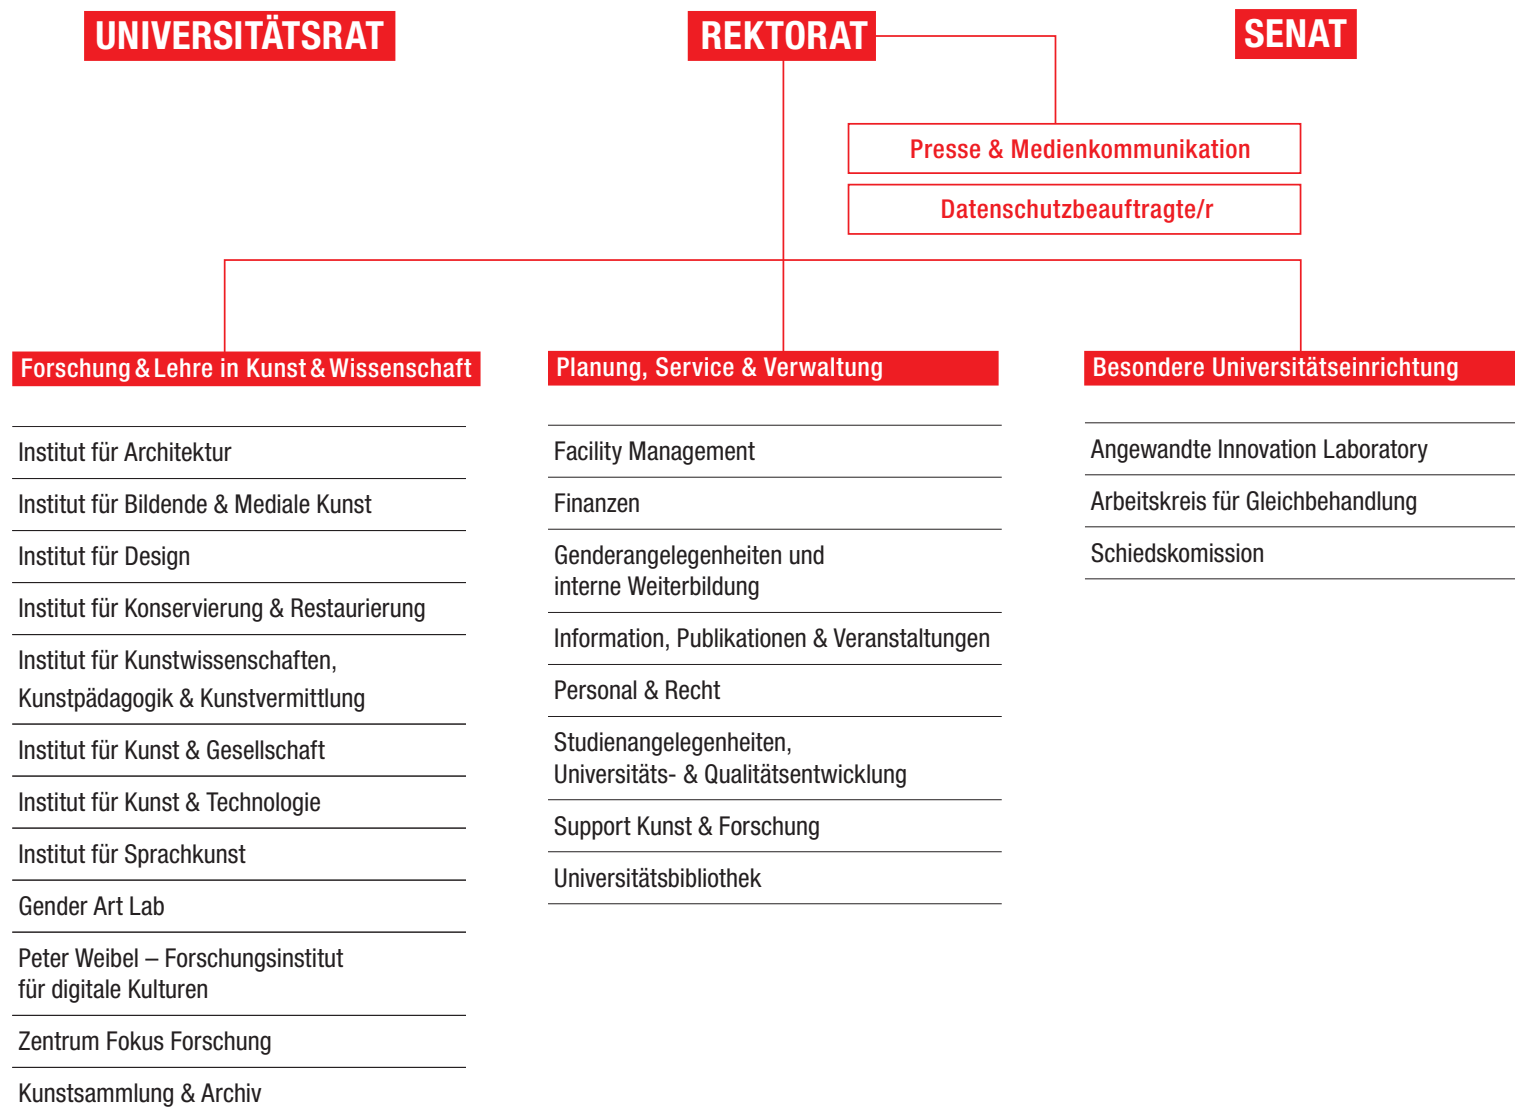 UNIVERSITÄTSRAT
REKTORAT
SENAT
Presse & Medienkommunikation
Datenschutzbeauftragte/r
Forschung & Lehre in Kunst & Wissenschaft
Institut für Architektur
Institut für Bildende & Mediale Kunst
Institut für Design
Institut für Konservierung & Restaurierung
Institut für Kunstwissenschaften,
Kunstpädagogik & Kunstvermittlung
Institut für Kunst & Gesellschaft
Institut für Kunst & Technologie
Institut für Sprachkunst
Gender Art Lab
Peter Weibel – Forschungsinstitut
für digitale Kulturen
Zentrum Fokus Forschung
Kunstsammlung & Archiv
Planung, Service & Verwaltung
Facility Management
Finanzen
Genderangelegenheiten und
interne Weiterbildung
Information, Publikationen & Veranstaltungen
Personal & Recht
Studienangelegenheiten,
Universitäts- & Qualitätsentwicklung
Support Kunst & Forschung
Universitätsbibliothek
Besondere Universitätseinrichtung
Angewandte Innovation Laboratory
Arbeitskreis für Gleichbehandlung
Schiedskomission